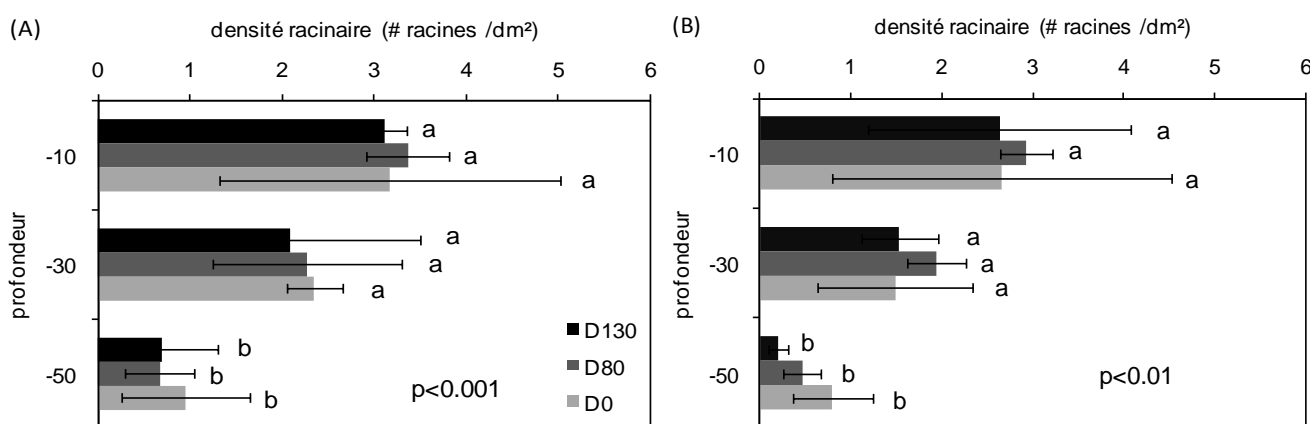 (A)
densité racinaire (# racines /dm²)
0 1 2 3 4 5 6
profondeur
-10
a
a
a
-30
a
a
a
-50
b
b
b
D130
D80
D0
p<0.001
(B)
densité racinaire (# racines /dm²)
0 1 2 3 4 5 6
profondeur
-10
a
a
a
-30
a
a
a
-50
b
b
b
p<0.01